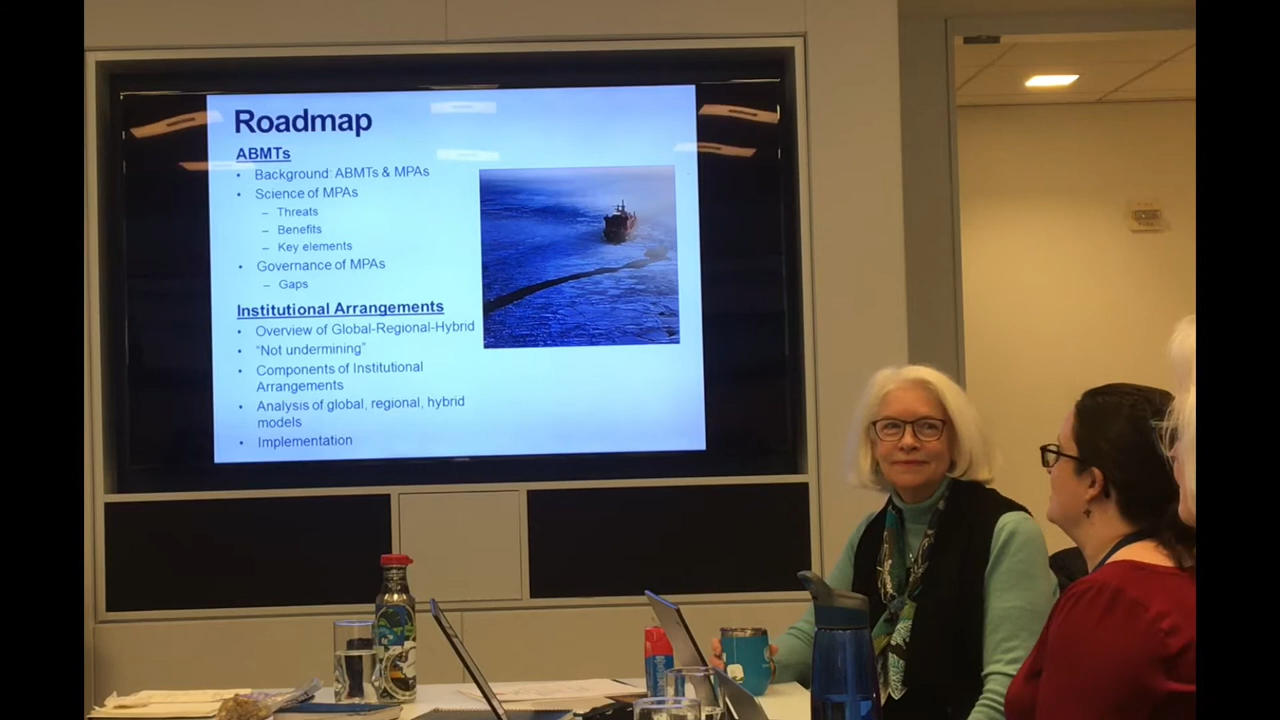 Roadmap
ABMTs
• Background: ABMTs & MPAs
• Science of MPAs
– Threats
– Benefits
– Key elements
• Governance of MPAs
– Gaps
Institutional Arrangements
• Overview of Global-Regional-Hybrid
• “Not undermining”
• Components of Institutional
Arrangements
• Analysis of global, regional, hybrid
models
• Implementation